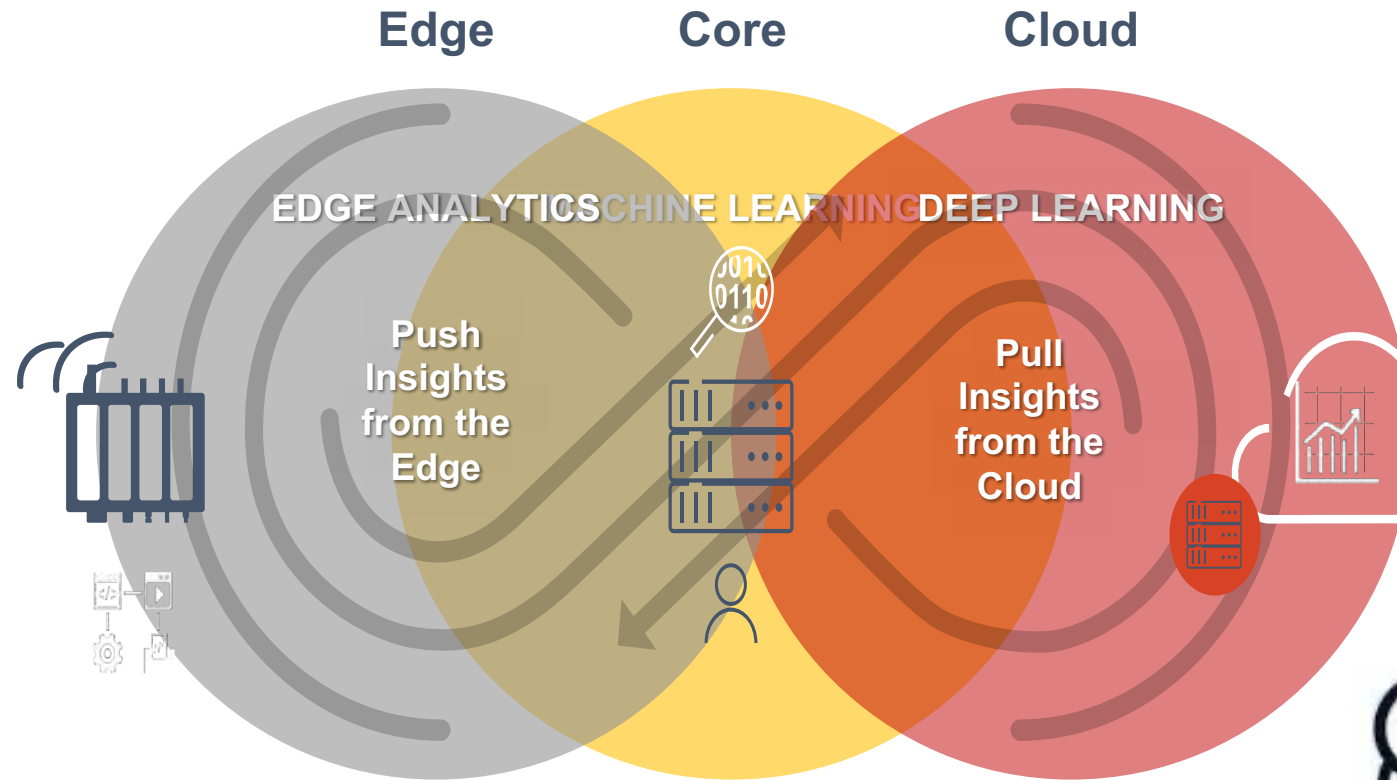 Edge Core Cloud
EDGE ANALYTICS CHINE LEARNING DEEP LEARNING
Push
Insights
from the
Edge
Pull
Insights
from the
Cloud
0110